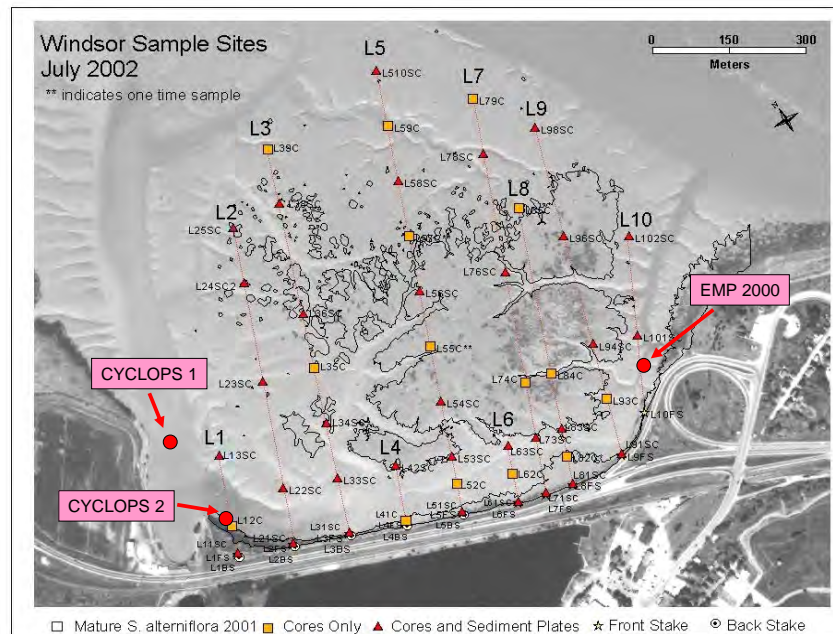 Windsor Sample Sites
July 2002
** indicates one time sample
0 150 300
Meters
N
L5
L510SC
L7
L79C
L9
L98SC
L59C
L3
L39C
L78SC
L58SC
L8
L2
L25SC
L10
L96SC
L102SC
L24SC2
L76SC
L56SC
L36SC
EMP 2000
L101S
L55C**
L94SC
L35C
L84C
L74C
CYCLOPS 1
L23SC
L54SC
L93C
L10FS
L34SC
L6
L1
L13SC
L4
L42SC
L53SC
L63SC
L73SC
L91SC
L9FS
L33SC
L22SC
L52C
L62C
L81SC
L8FS
CYCLOPS 2
L12C
L41C
L4BS
L51SC
L5FS
L5BS
L61SC
L6FS
L71SC
L7FS
L11SC
L1FS
L1BS
L21SC
L2FS
L2BS
L31SC
L3FS
L3BS
Mature S. alterniflora 2001 Cores Only Cores and Sediment Plates Front Stake Back Stake